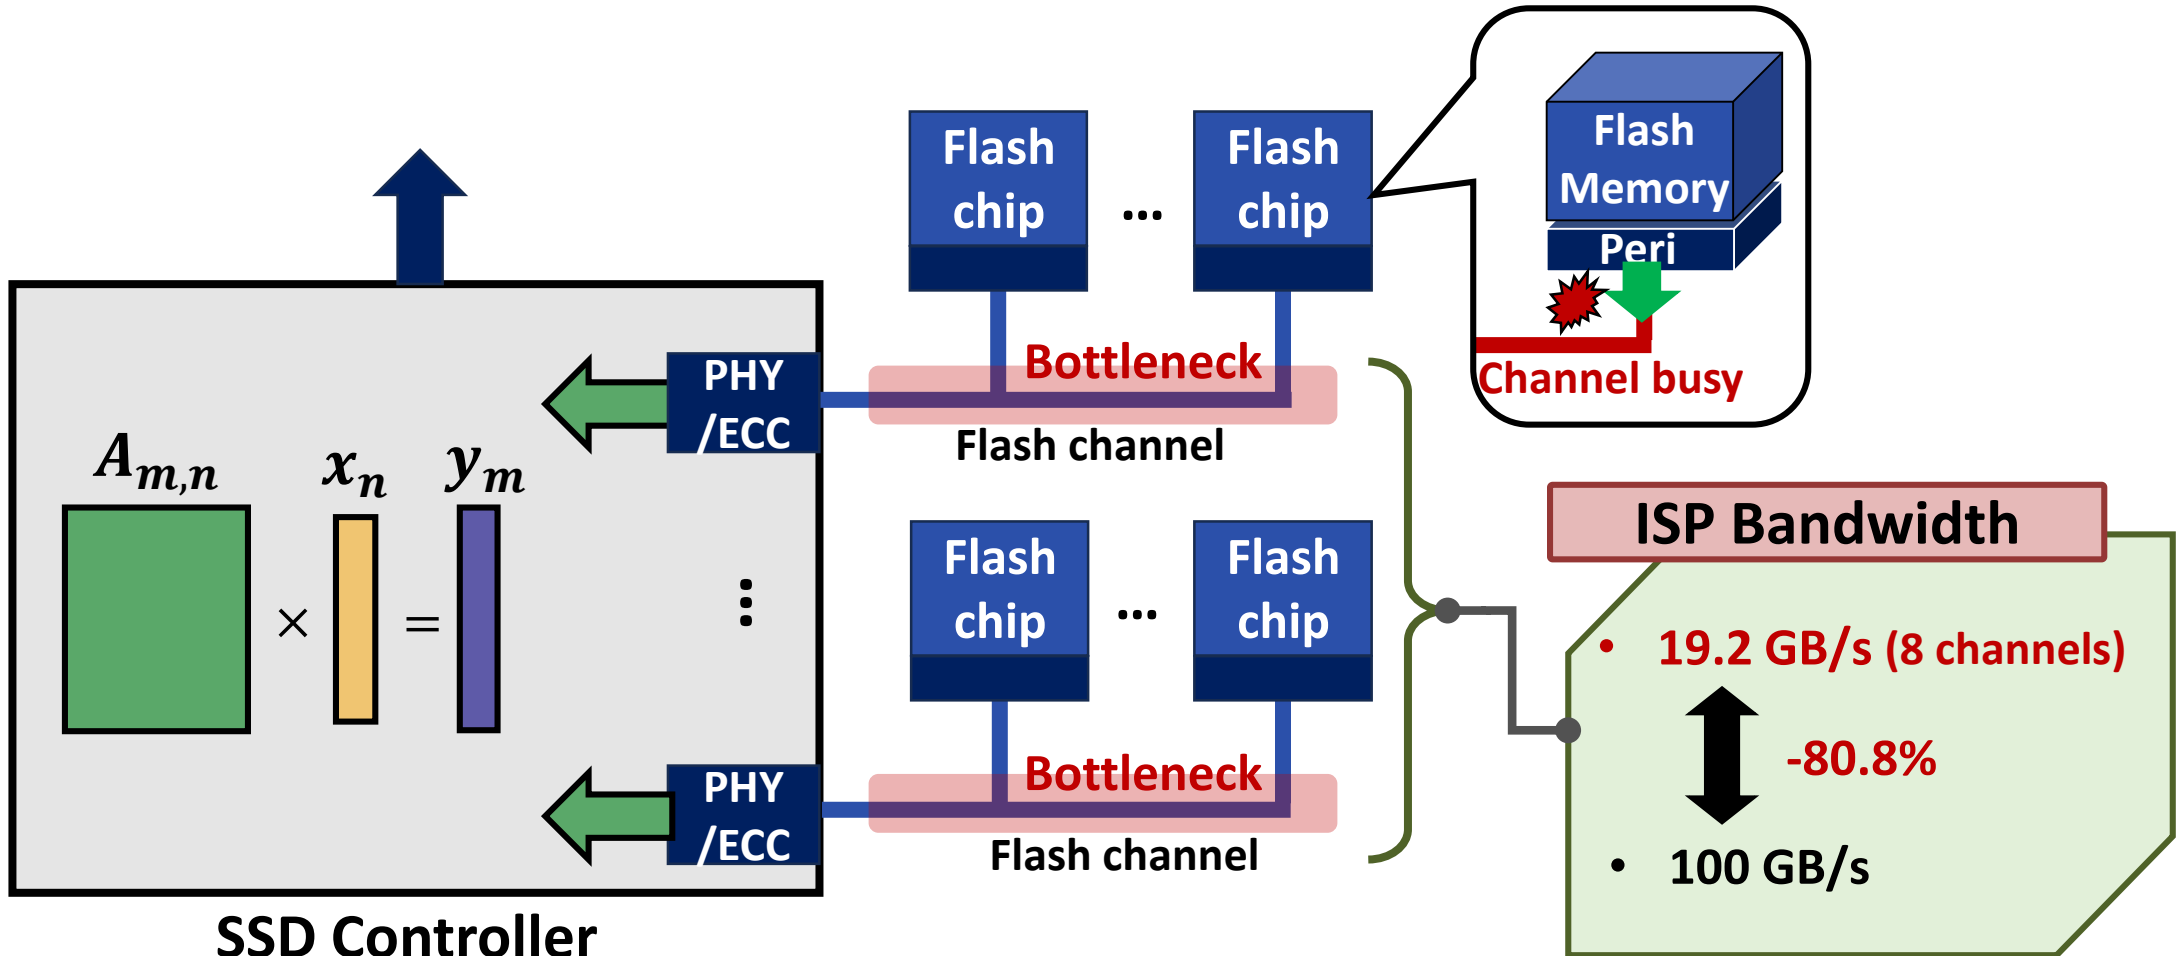 Flash
chip
...
Flash
chip
Flash
Memory
Peri
Channel busy
Bottleneck
PHY
/ECC
Flash channel
A_{m,n}
x_n
y_m
×
=
⋮
Flash
chip
...
Flash
chip
Bottleneck
PHY
/ECC
Flash channel
SSD Controller
ISP Bandwidth
• 19.2 GB/s (8 channels)
-80.8%
• 100 GB/s